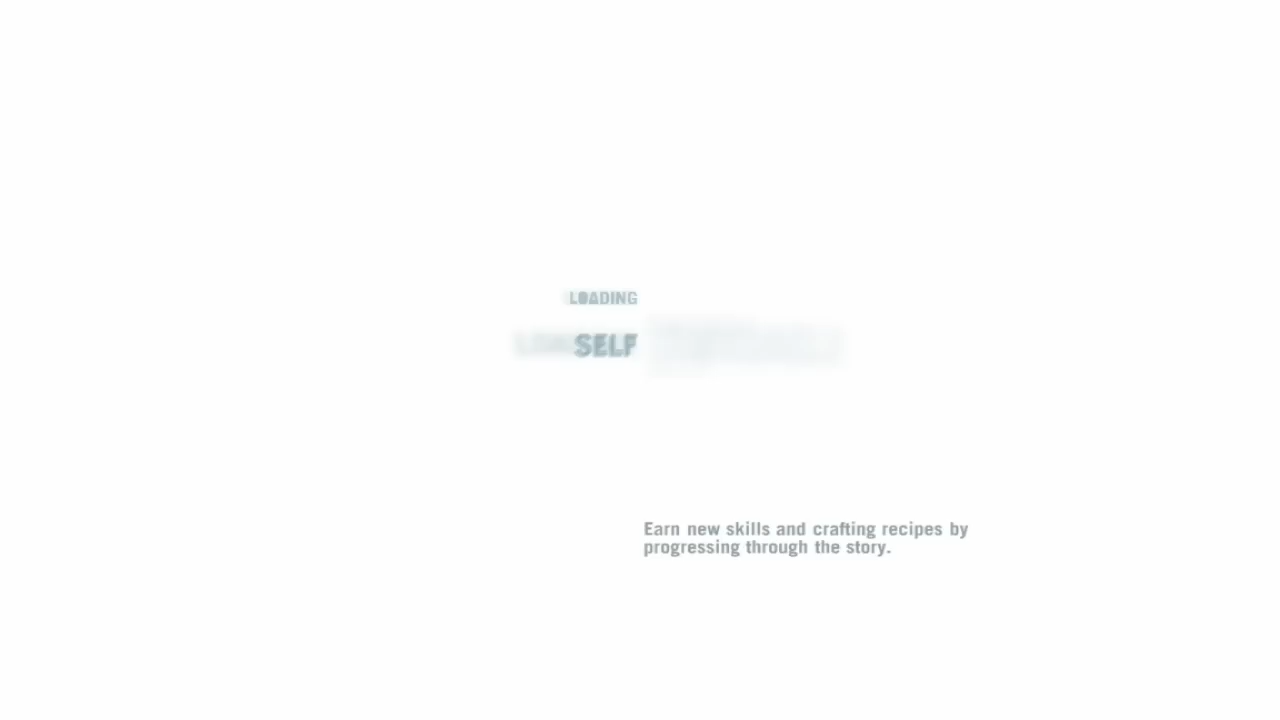 LOADING
SELF
Earn new skills and crafting recipes by
progressing through the story.